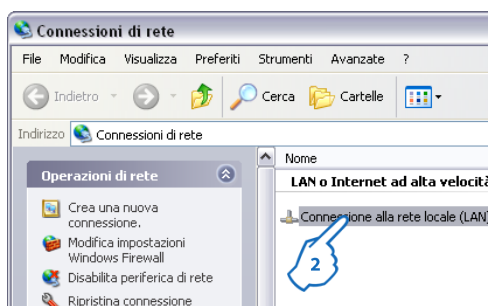 Connessioni di rete
File Modifica Visualizza Preferiti Strumenti Avanzate ?
Indietro Cerca Cartelle
Indirizzo Connessioni di rete
Operazioni di rete
Crea una nuova
connessione.
Modifica impostazioni
Windows Firewall
Disabilita periferica di rete
Ripristina connessione
Nome
LAN o Internet ad alta velocità
Connessione alla rete locale (LAN)
2